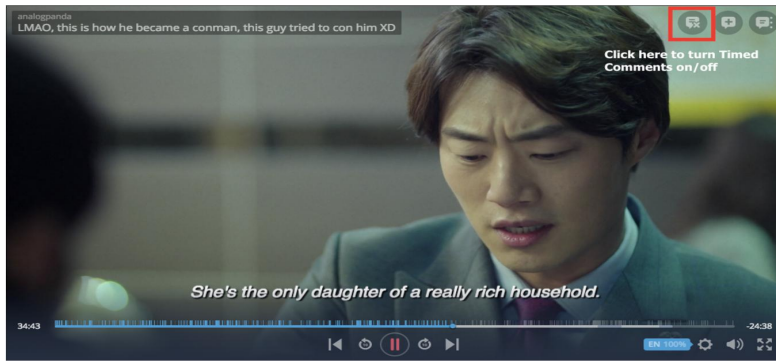 analogpanda
LMAO, this is how he became a conman, this guy tried to con him XD
Click here to turn Timed
Comments on/off
She's the only daughter of a really rich household.
34:43
-24:38
EN 100%